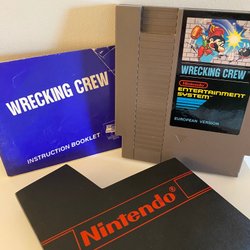 WRECKING CREW
INSTRUCTION BOOKLET
WRECKING CREW
Nintendo
ENTERTAINMENT
SYSTEM
EUROPEAN VERSION
Nintendo